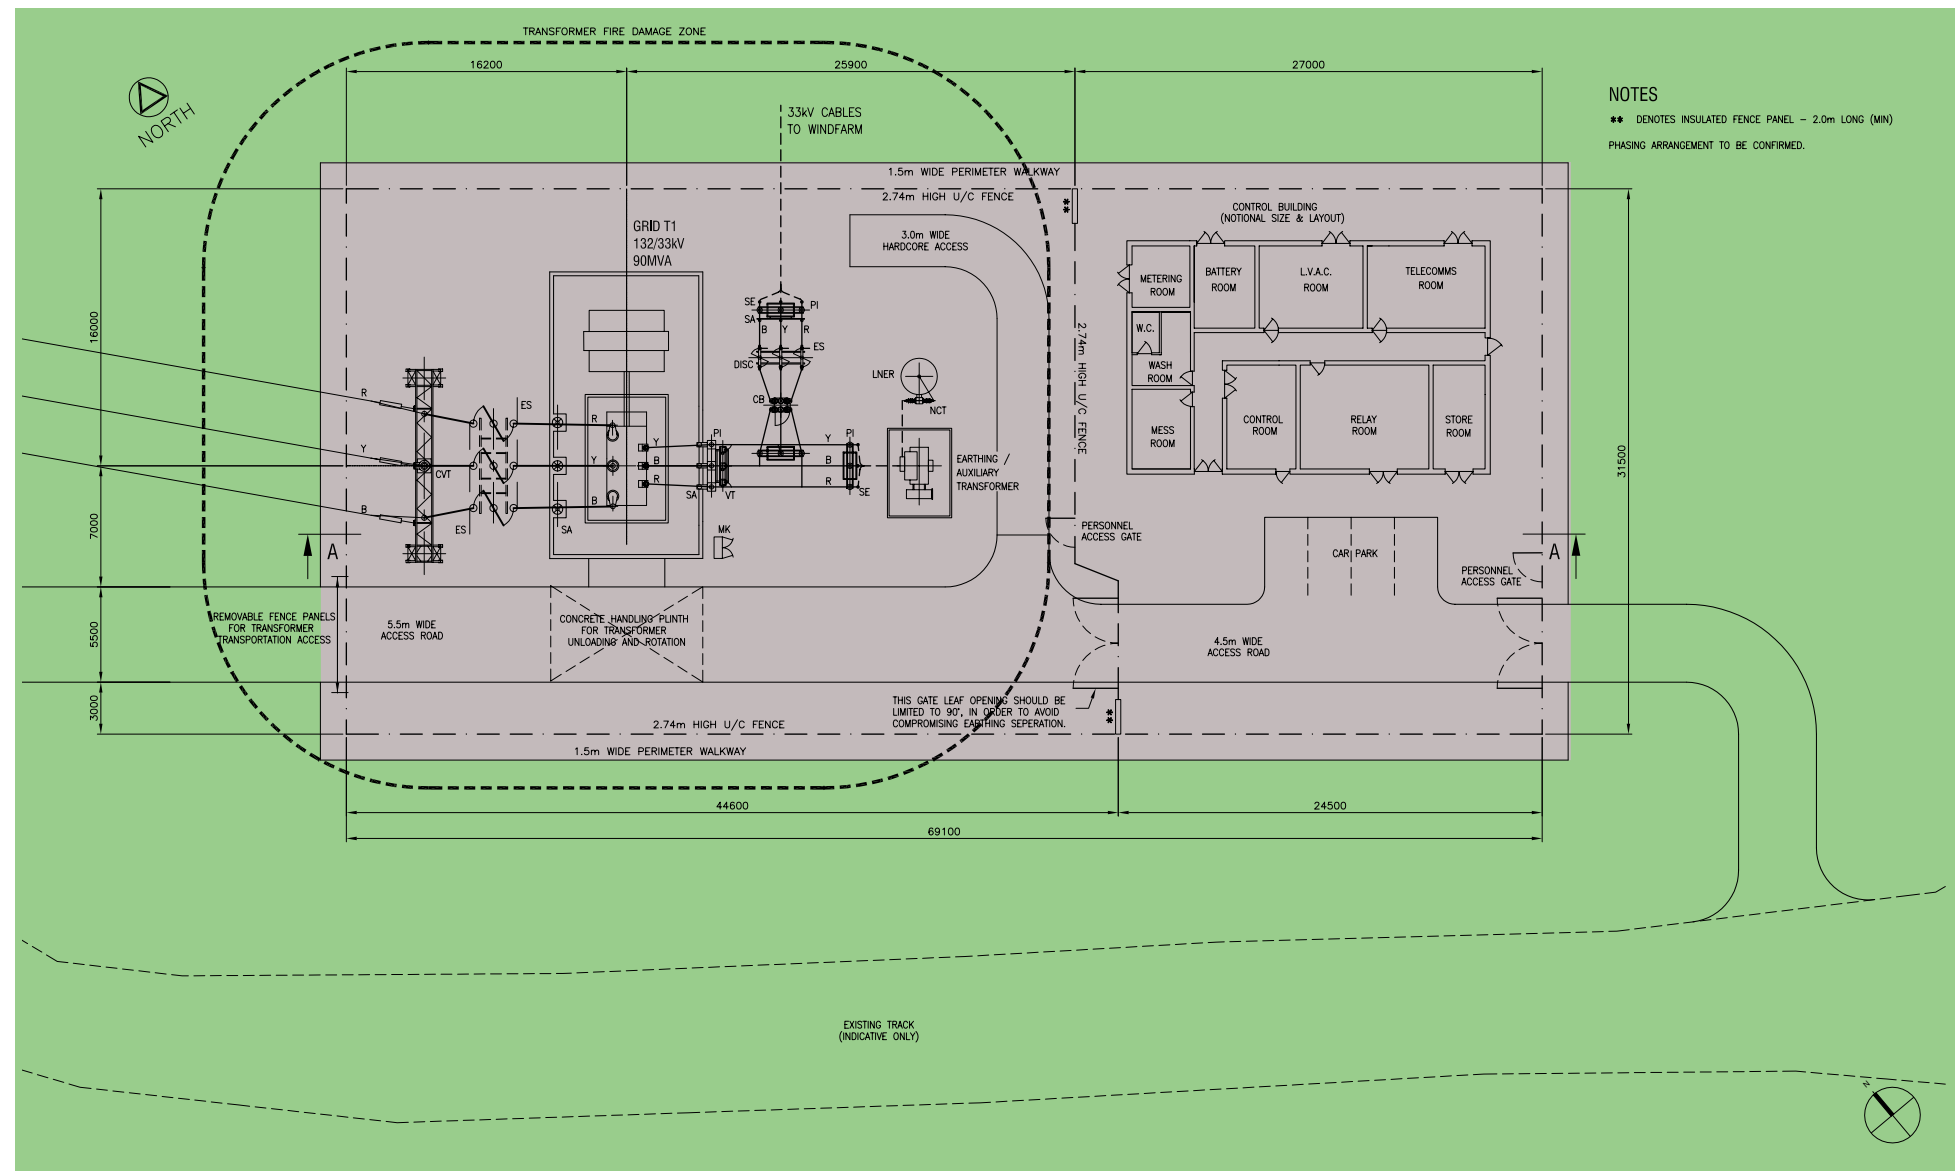 TRANSFORMER FIRE DAMAGE ZONE
16200
25900
27000
NORTH
NOTES
** DENOTES INSULATED FENCE PANEL - 2.0m LONG (MIN)
PHASING ARRANGEMENT TO BE CONFIRMED.
33kV CABLES
TO WINDFARM
1.5m WIDE PERIMETER WALKWAY
2.74m HIGH U/C FENCE
**
CONTROL BUILDING
(NOTIONAL SIZE & LAYOUT)
GRID T1
132/33kV
90MVA
3.0m WIDE
HARDCORE ACCESS
METERING
ROOM
BATTERY
ROOM
L.V.A.C.
ROOM
TELECOMMS
ROOM
16000
SE
PI
SA
B
Y
R
ES
DISC
2.74m HIGH U/C FENCE
W.C.
WASH
ROOM
LNER
NCT
CB
R
ES
R
MESS
ROOM
CONTROL
ROOM
RELAY
ROOM
STORE
ROOM
PI
Y
PI
Y
Y
Y
B
B
CVT
R
R
SA
VT
SE
EARTHING /
AUXILIARY
TRANSFORMER
31500
B
ES
B
SA
MK
7000
A
PERSONNEL
ACCESS GATE
CAR PARK
A
PERSONNEL
ACCESS GATE
5500
REMOVABLE FENCE PANELS
FOR TRANSFORMER
TRANSPORTATION ACCESS
5.5m WIDE
ACCESS ROAD
CONCRETE HANDLING PLINTH
FOR TRANSFORMER
UNLOADING AND ROTATION
4.5m WIDE
ACCESS ROAD
3000
THIS GATE LEAF OPENING SHOULD BE
LIMITED TO 90°, IN ORDER TO AVOID
COMPROMISING EARTHING SEPERATION.
**
2.74m HIGH U/C FENCE
1.5m WIDE PERIMETER WALKWAY
44600
24500
69100
EXISTING TRACK
(INDICATIVE ONLY)
N